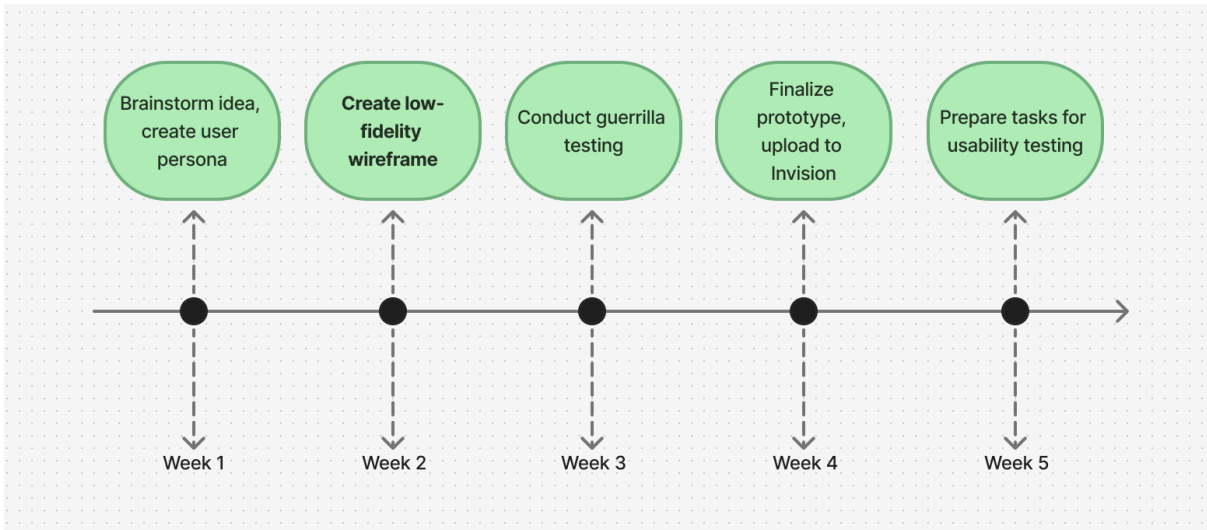 Brainstorm idea,
create user
persona
Create low-
fidelity
wireframe
Conduct guerrilla
testing
Finalize
prototype,
upload to
Invision
Prepare tasks for
usability testing
Week 1
Week 2
Week 3
Week 4
Week 5